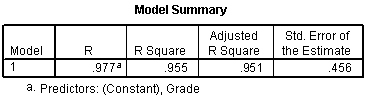 Model Summary
Model R R Square Adjusted R Square Std. Error of the Estimate
1 .977a .955 .951 .456
a. Predictors: (Constant), Grade